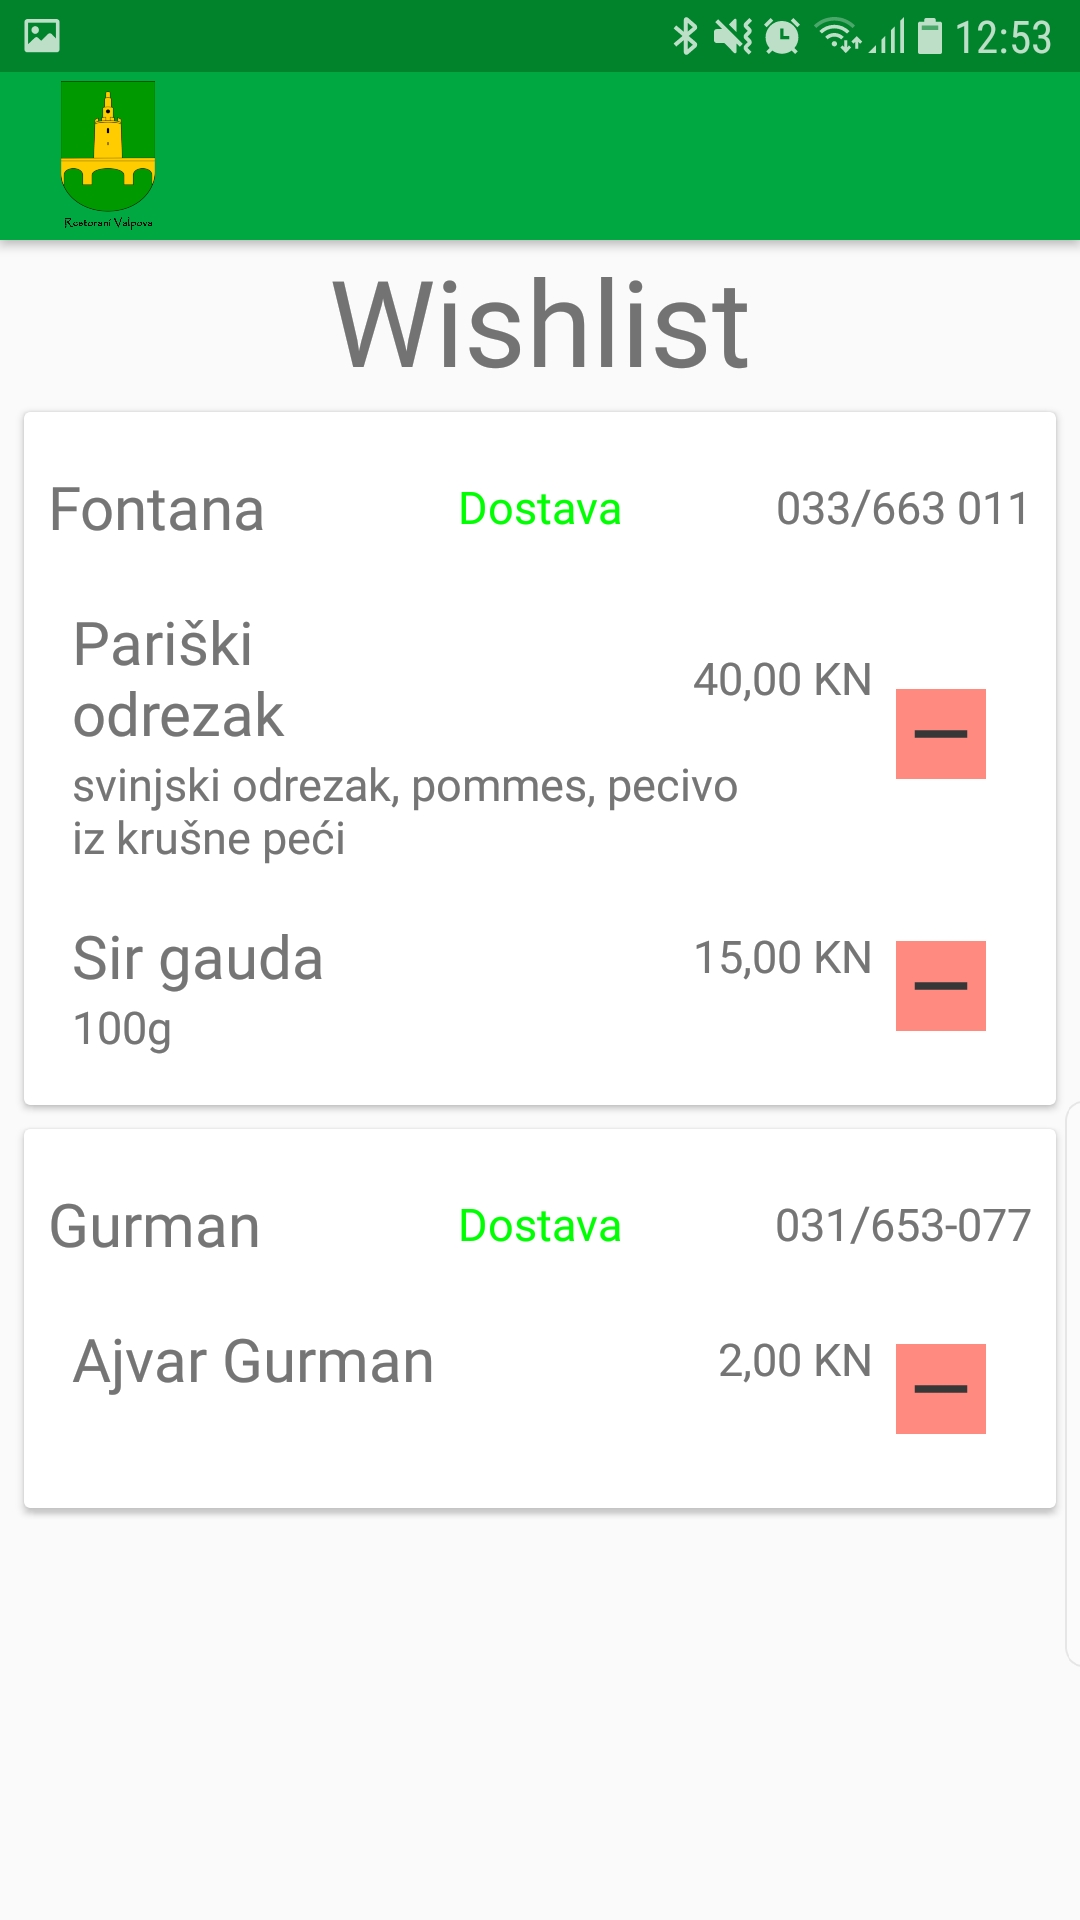 12:53
Restorani Valpova
Wishlist
Fontana Dostava 033/663 011
Pariški
odrezak
40,00 KN
svinjski odrezak, pommes, pecivo
iz krušne peći
Sir gauda 15,00 KN
100g
Gurman Dostava 031/653-077
Ajvar Gurman 2,00 KN